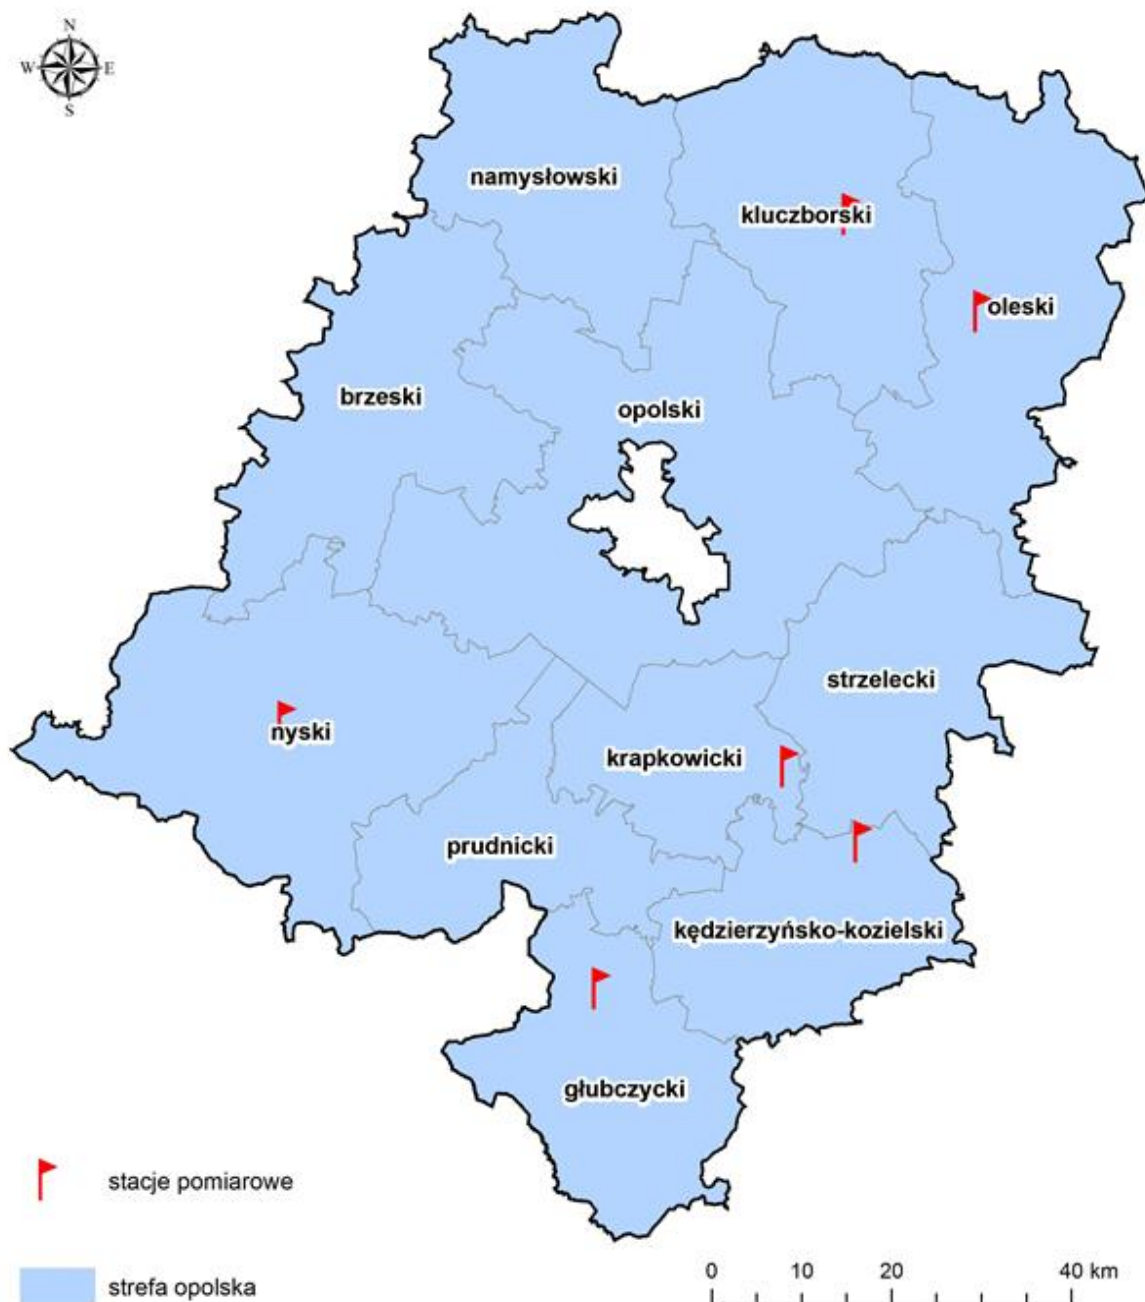 N
W E
S
namysłowski
kluczborski
oleski
brzeski
opolski
strzelecki
nyski
krapkowicki
prudnicki
kędzierzyńsko-kozielski
głubczycki
stacje pomiarowe
strefa opolska
0 10 20 40 km